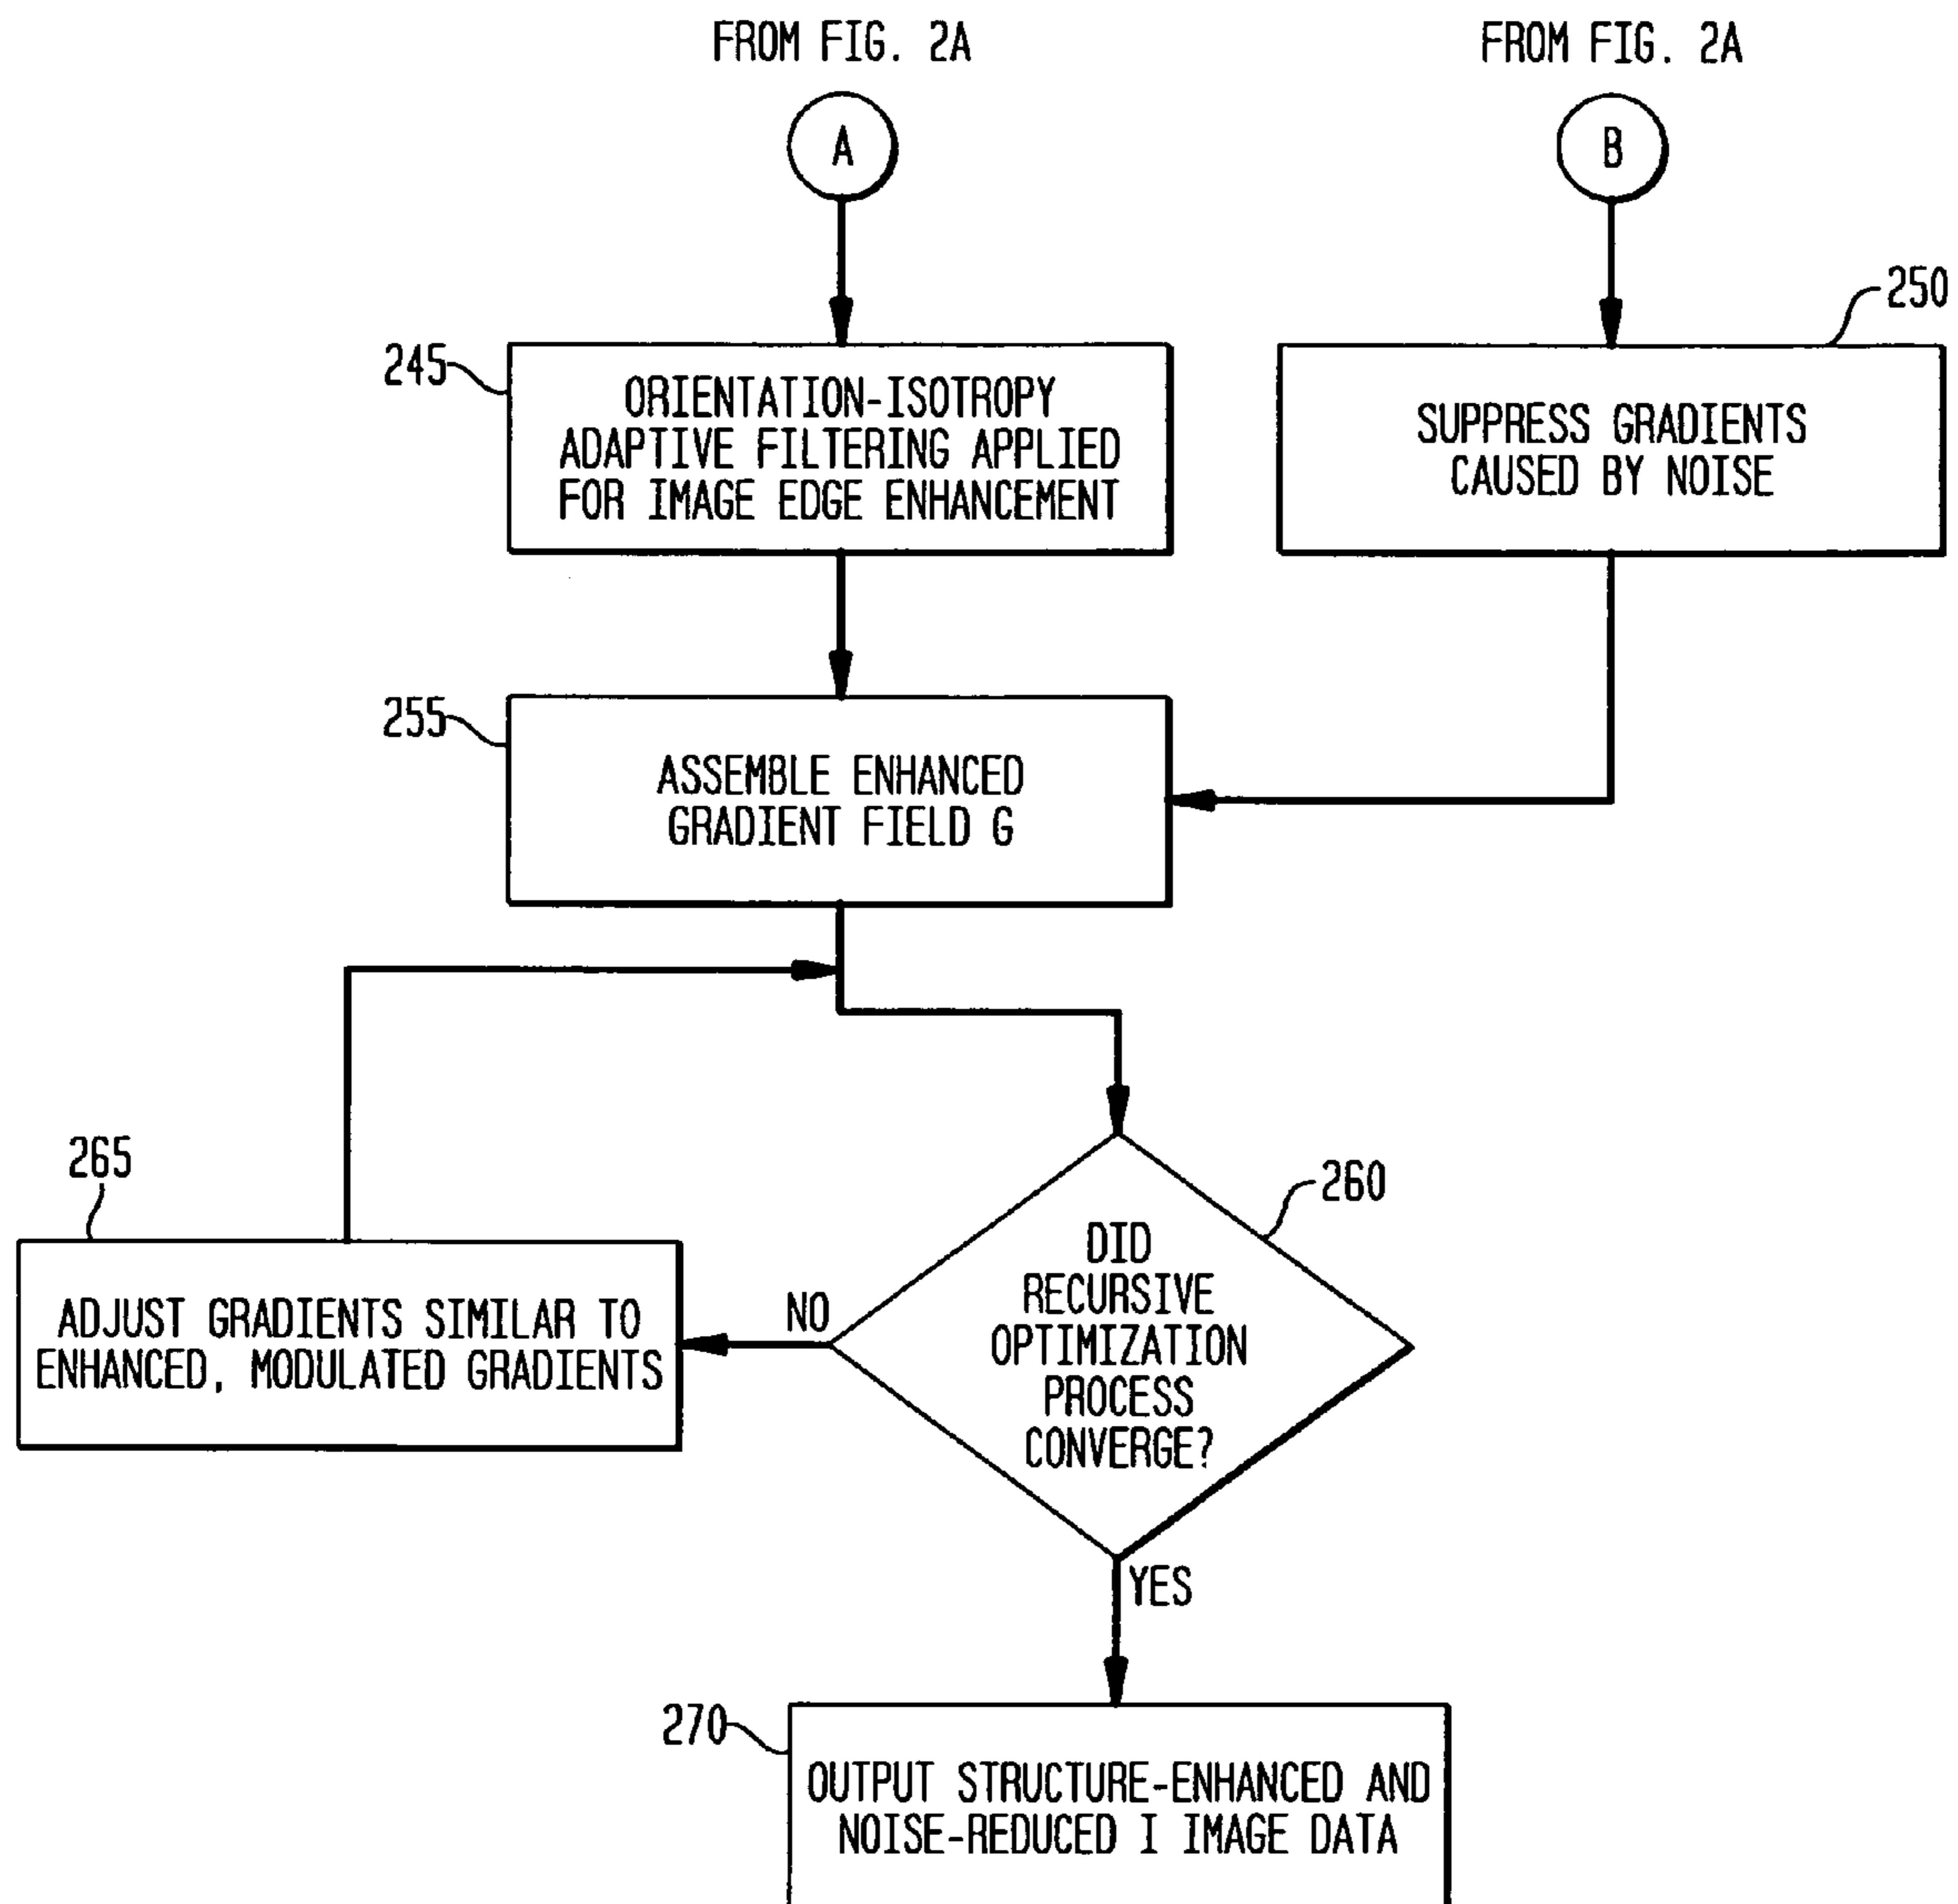 FROM FIG. 2A
FROM FIG. 2A
A
B
250
245
ORIENTATION-ISOTROPY
ADAPTIVE FILTERING APPLIED
FOR IMAGE EDGE ENHANCEMENT
SUPPRESS GRADIENTS
CAUSED BY NOISE
255
ASSEMBLE ENHANCED
GRADIENT FIELD G
265
260
ADJUST GRADIENTS SIMILAR TO
ENHANCED, MODULATED GRADIENTS
NO
DID
RECURSIVE
OPTIMIZATION
PROCESS
CONVERGE?
YES
270
OUTPUT STRUCTURE-ENHANCED AND
NOISE-REDUCED I IMAGE DATA